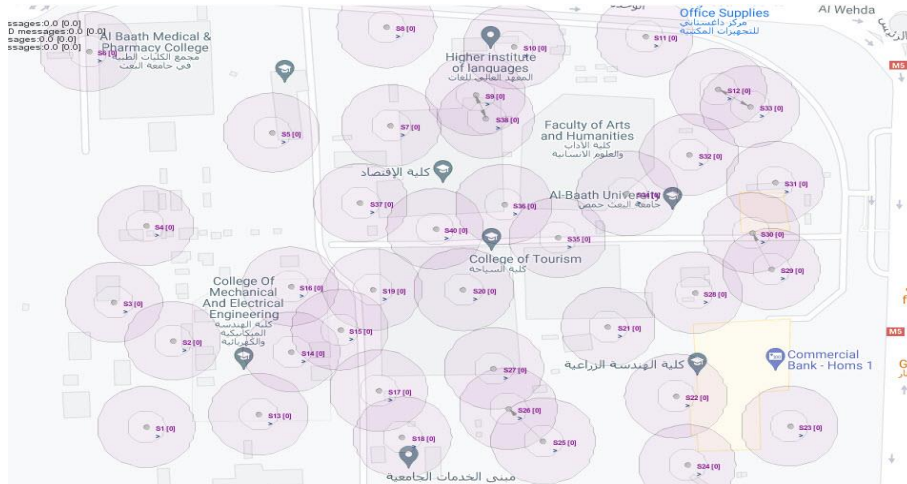 ssages:0.0 [0.0]
D messages:0.0 [0.0]
ssages:0.0 [0.0]
ssages:0.0 [0.0]
S6 [0]
Al Baath Medical &
Pharmacy College
مجمع الكليات الطبية
في جامعة البعث
S8 [0]
Higher institute
of languages
المعهد العالي للغات
S10 [0]
S11 [0]
الوحدة
Office Supplies
مركز داغستاني
للتجهيزات المكتبية
Al Wehda
M5
S9 [0]
S38 [0]
S7 [0]
S5 [0]
S12 [0]
S33 [0]
Faculty of Arts
and Humanities
كلية الآداب
والعلوم الانسانية
S32 [0]
كلية الإقتصاد
Al-Baath University
جامعة البعث حمص
S31 [0]
S37 [0]
S36 [0]
S4 [0]
S40 [0]
S35 [0]
S30 [0]
College of Tourism
كلية السياحة
S29 [0]
S3 [0]
College Of
Mechanical
And Electrical
Engineering
كلية الهندسة
الميكانيكية
والكهربائية
S16 [0]
S19 [0]
S20 [0]
S28 [0]
S15 [0]
S21 [0]
M5
S2 [0]
S14 [0]
كلية الهندسة الزراعية
Commercial
Bank - Homs 1
S27 [0]
S17 [0]
S22 [0]
S1 [0]
S13 [0]
S26 [0]
S18 [0]
S25 [0]
S23 [0]
S24 [0]
مبنى الخدمات الجامعية